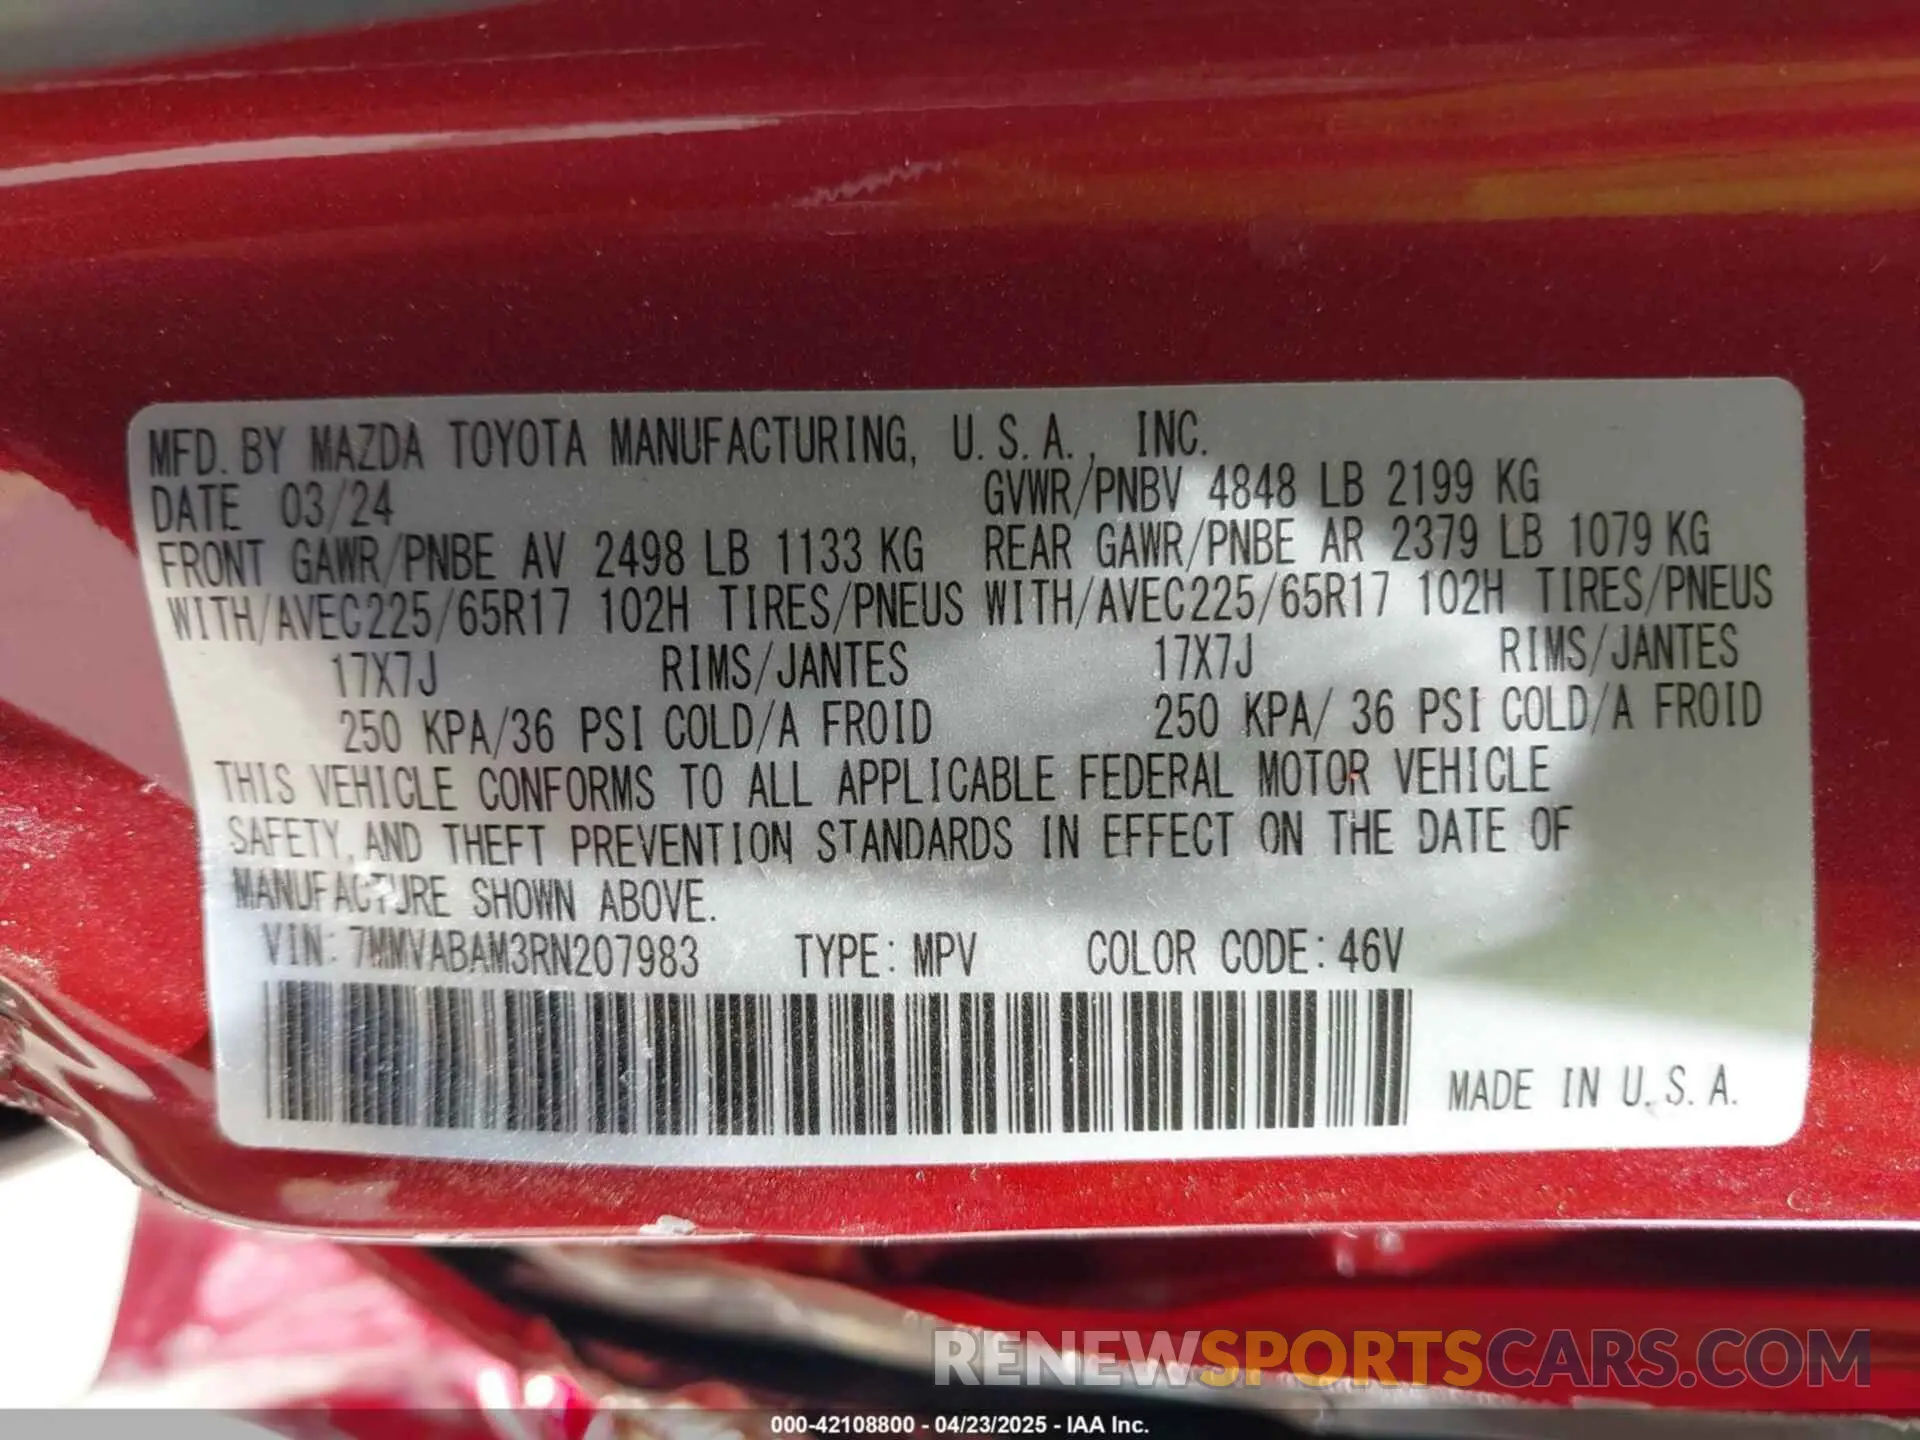 MFD. BY MAZDA TOYOTA MANUFACTURING, U.S.A., INC.
DATE 03/24 GVWR/PNBV 4848 LB 2199 KG
FRONT GAWR/PNBE AV 2498 LB 1133 KG REAR GAWR/PNBE AR 2379 LB 1079 KG
WITH/AVEC225/65R17 102H TIRES/PNEUS WITH/AVEC225/65R17 102H TIRES/PNEUS
17X7J RIMS/JANTES 17X7J RIMS/JANTES
250 KPA/36 PSI COLD/A FROID 250 KPA/ 36 PSI COLD/A FROID
THIS VEHICLE CONFORMS TO ALL APPLICABLE FEDERAL MOTOR VEHICLE
SAFETY, AND THEFT PREVENTION STANDARDS IN EFFECT ON THE DATE OF
MANUFACTURE SHOWN ABOVE.
VIN: 7MMVABAM3RN207983 TYPE: MPV COLOR CODE: 46V
MADE IN U.S.A.
RENEWSPORTSCARS.COM
000-42108800 - 04/23/2025 - IAA Inc.